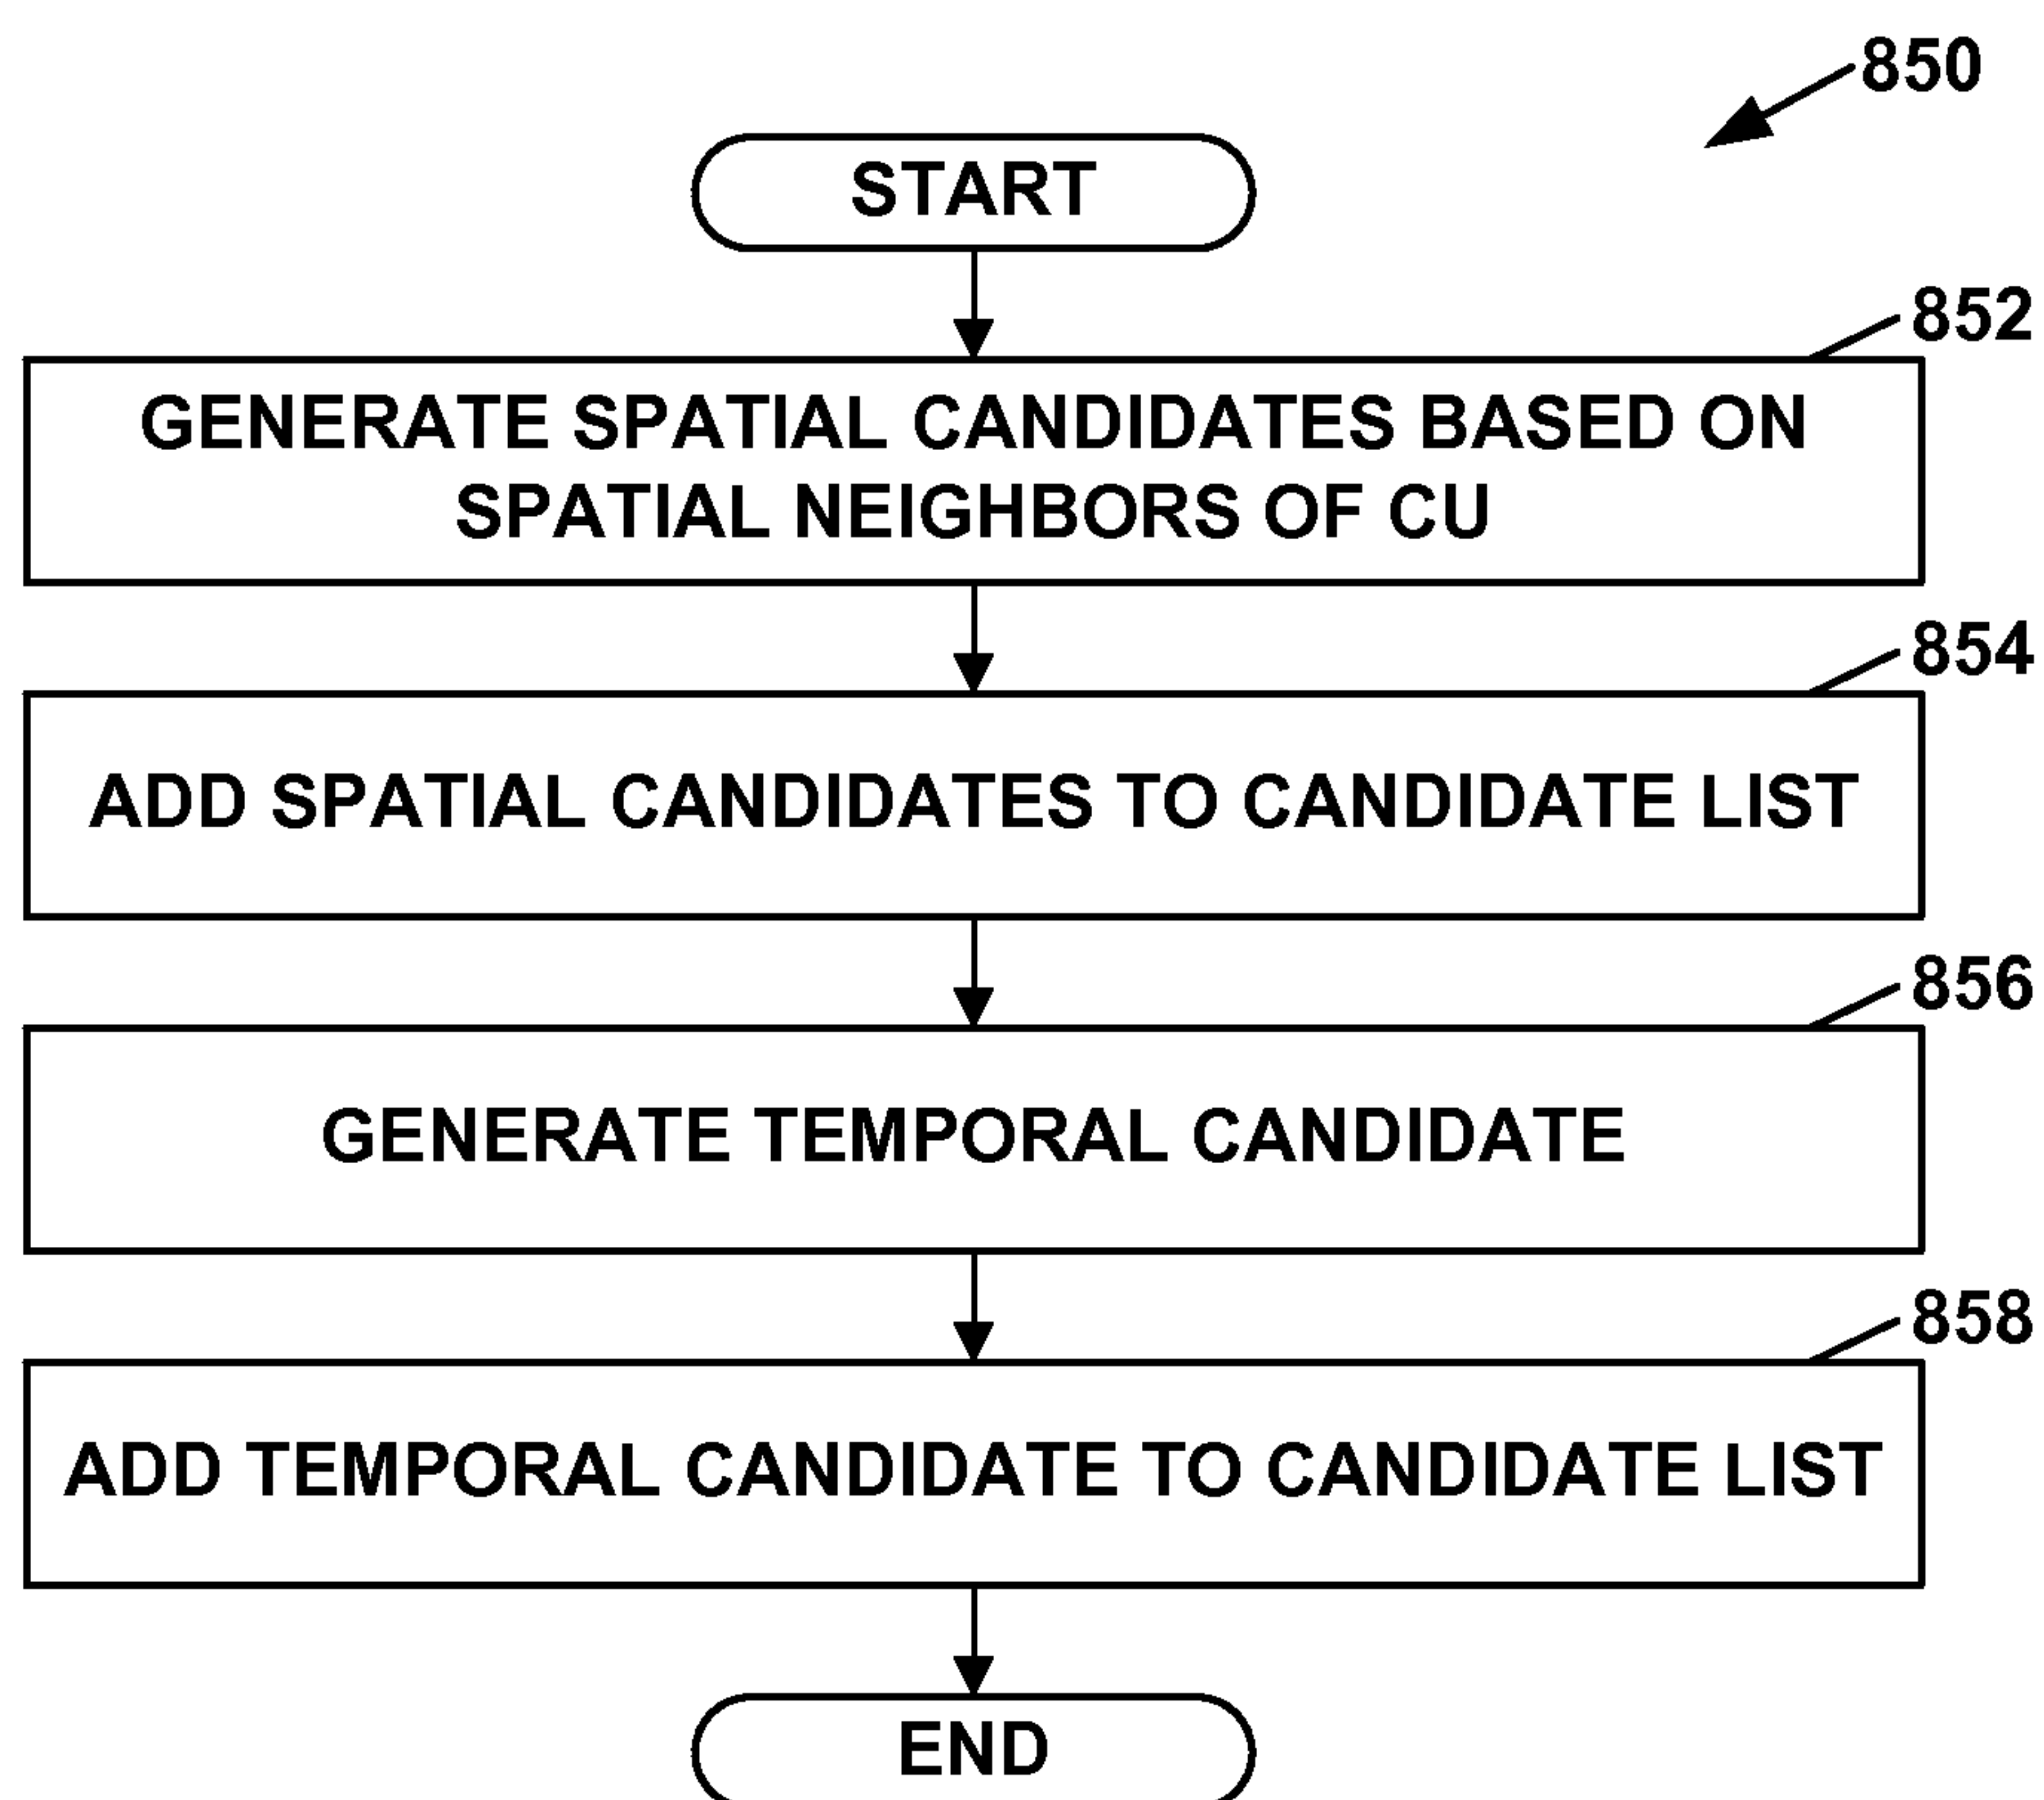 850
START
852
GENERATE SPATIAL CANDIDATES BASED ON
SPATIAL NEIGHBORS OF CU
854
ADD SPATIAL CANDIDATES TO CANDIDATE LIST
856
GENERATE TEMPORAL CANDIDATE
858
ADD TEMPORAL CANDIDATE TO CANDIDATE LIST
END